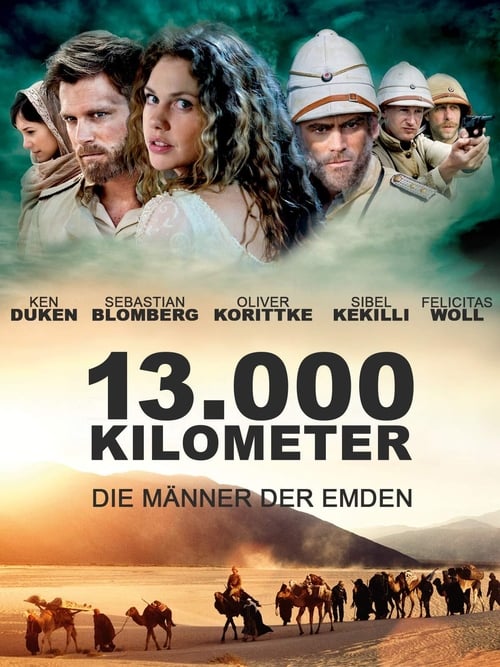 KEN SEBASTIAN OLIVER SIBEL FELICITAS
DUKEN BLOMBERG KORITTKE KEKILLI WOLL
13.000
KILOMETER
DIE MÄNNER DER EMDEN